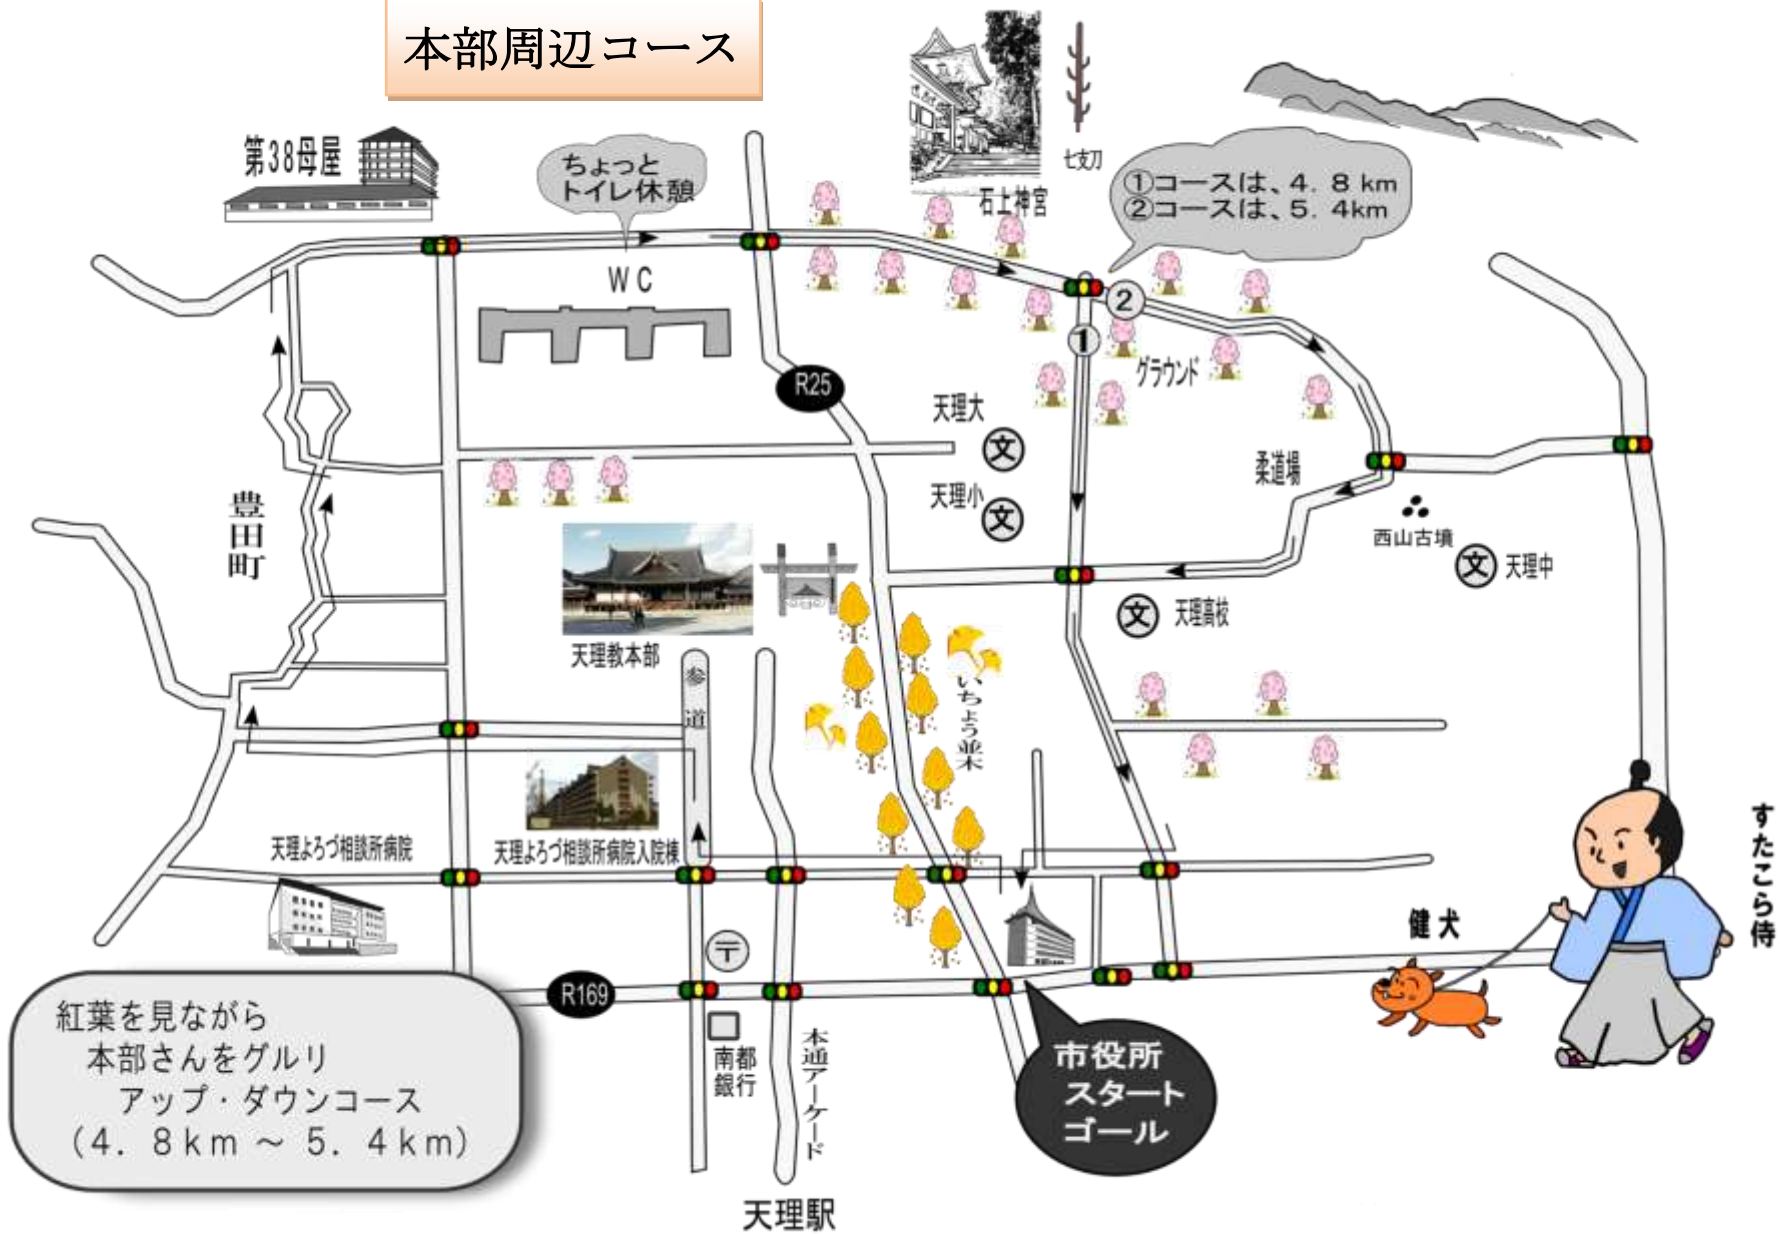 本部周辺コース
第38母屋
ちょっと
トイレ休憩
七支刀
石上神宮
①コースは、4. 8 km
②コースは、5. 4km
WC
②
①
グラウンド
R25
天理大
文
天理小
文
柔道場
西山古墳
文
天理中
豊田町
天理教本部
文
天理高校
参道
いちょう並木
天理よろづ相談所病院
天理よろづ相談所病院入院棟
すたこら侍
健犬
〒
R169
南都
銀行
本通アーケード
天理駅
市役所
スタート
ゴール
紅葉を見ながら
本部さんをグルリ
アップ・ダウンコース
（4. 8km ～ 5. 4km）